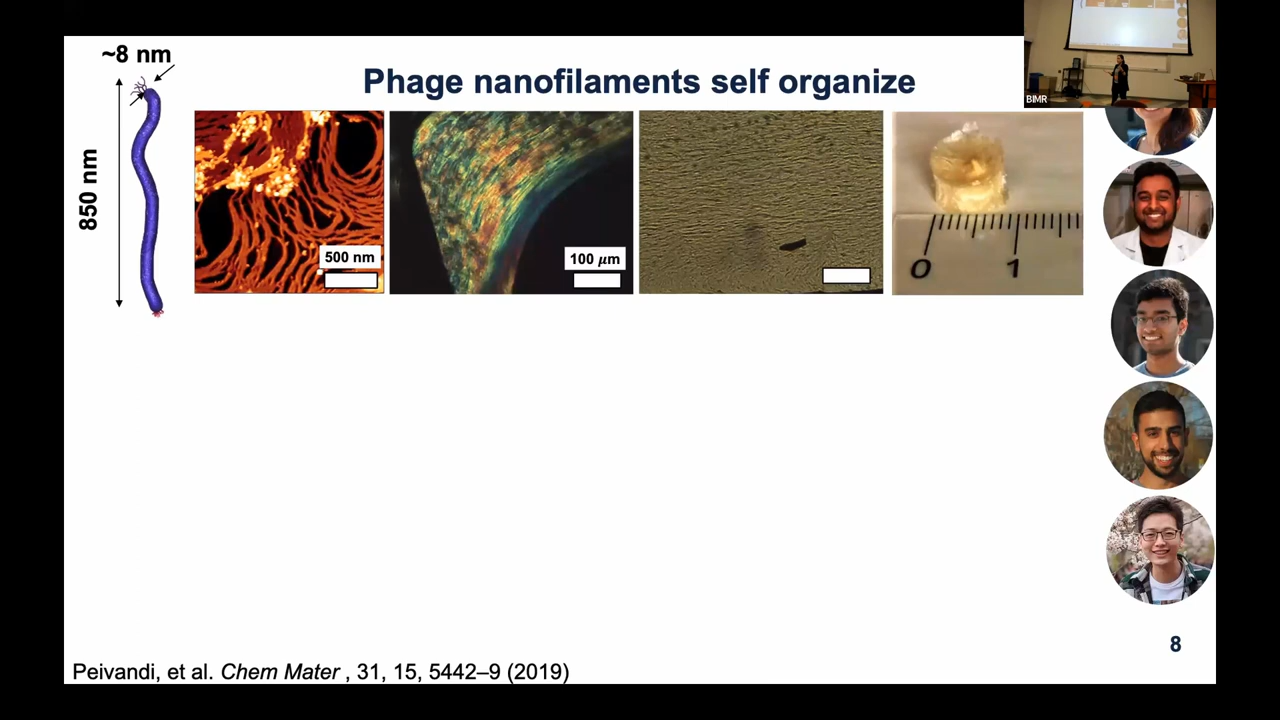 ~8 nm
Phage nanofilaments self organize
BIMR
850 nm
500 nm
100 µm
0 1
8
Peivandi, et al. Chem Mater , 31, 15, 5442–9 (2019)